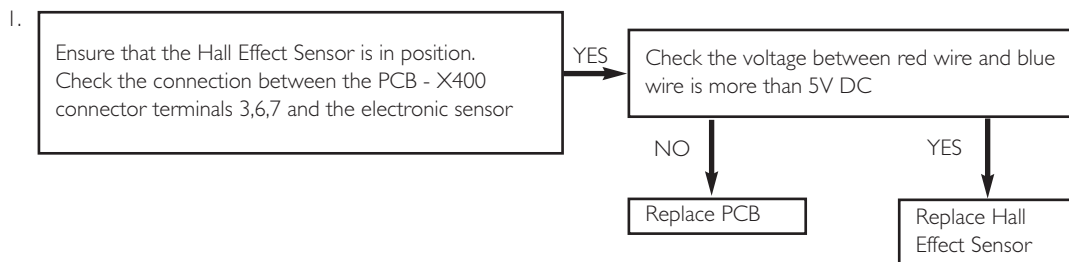 1.
Ensure that the Hall Effect Sensor is in position.
Check the connection between the PCB - X400
connector terminals 3,6,7 and the electronic sensor
YES
Check the voltage between red wire and blue
wire is more than 5V DC
NO
YES
Replace PCB
Replace Hall
Effect Sensor